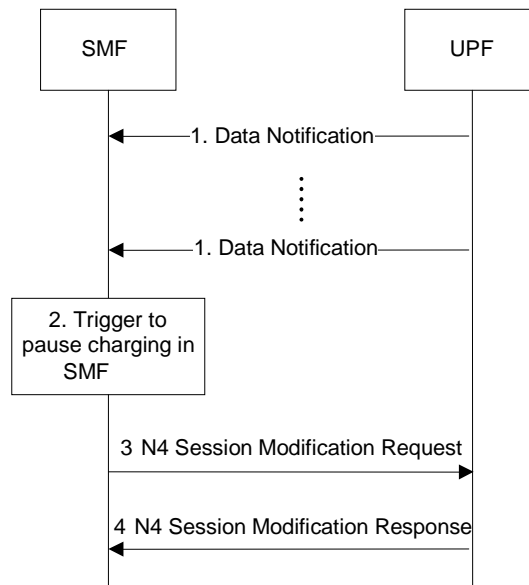 SMF
UPF
1. Data Notification
1. Data Notification
2. Trigger to
pause charging in
SMF
3 N4 Session Modification Request
4 N4 Session Modification Response